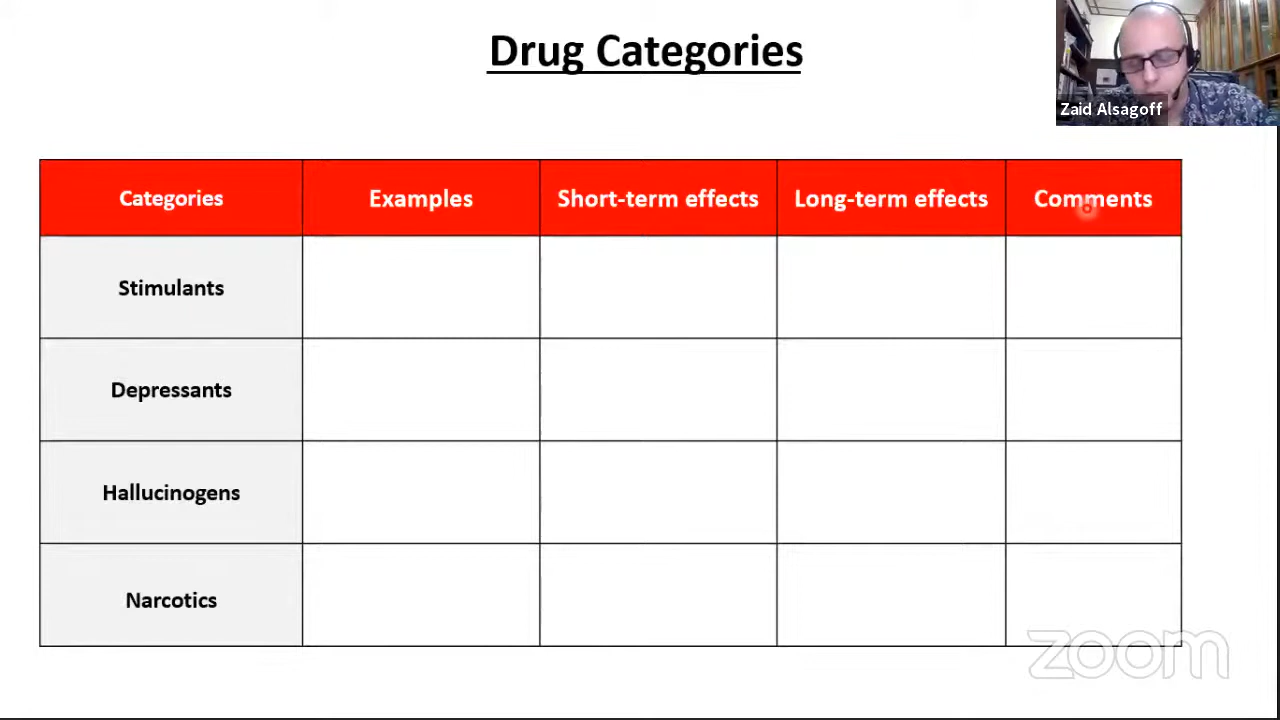 Drug Categories
Zaid Alsagoff
Categories Examples Short-term effects Long-term effects Comments
Stimulants
Depressants
Hallucinogens
Narcotics
zoom